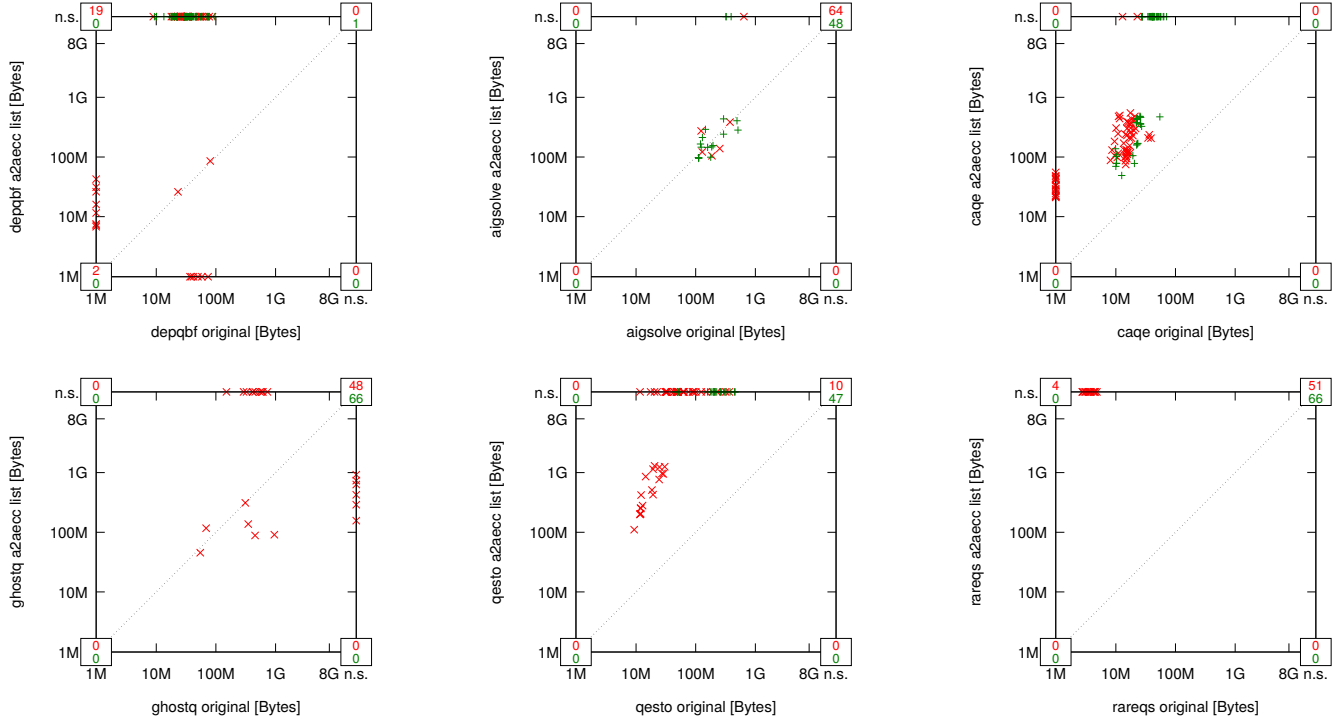 n.s. 19 0 0 1
8G
1G
100M
10M
1M 2 0 0 0
1M 10M 100M 1G 8G n.s.
depqbf a2aecc list [Bytes]
depqbf original [Bytes]
n.s. 0 0 64 48
8G
1G
100M
10M
1M 0 0 0 0
1M 10M 100M 1G 8G n.s.
aigsolve a2aecc list [Bytes]
aigsolve original [Bytes]
n.s. 0 0 0 0
8G
1G
100M
10M
1M 0 0 0 0
1M 10M 100M 1G 8G n.s.
caqe a2aecc list [Bytes]
caqe original [Bytes]
n.s. 0 0 48 66
8G
1G
100M
10M
1M 0 0 0 0
1M 10M 100M 1G 8G n.s.
ghostq a2aecc list [Bytes]
ghostq original [Bytes]
n.s. 0 0 10 47
8G
1G
100M
10M
1M 0 0 0 0
1M 10M 100M 1G 8G n.s.
qesto a2aecc list [Bytes]
qesto original [Bytes]
n.s. 4 0 51 66
8G
1G
100M
10M
1M 0 0 0 0
1M 10M 100M 1G 8G n.s.
rareqs a2aecc list [Bytes]
rareqs original [Bytes]